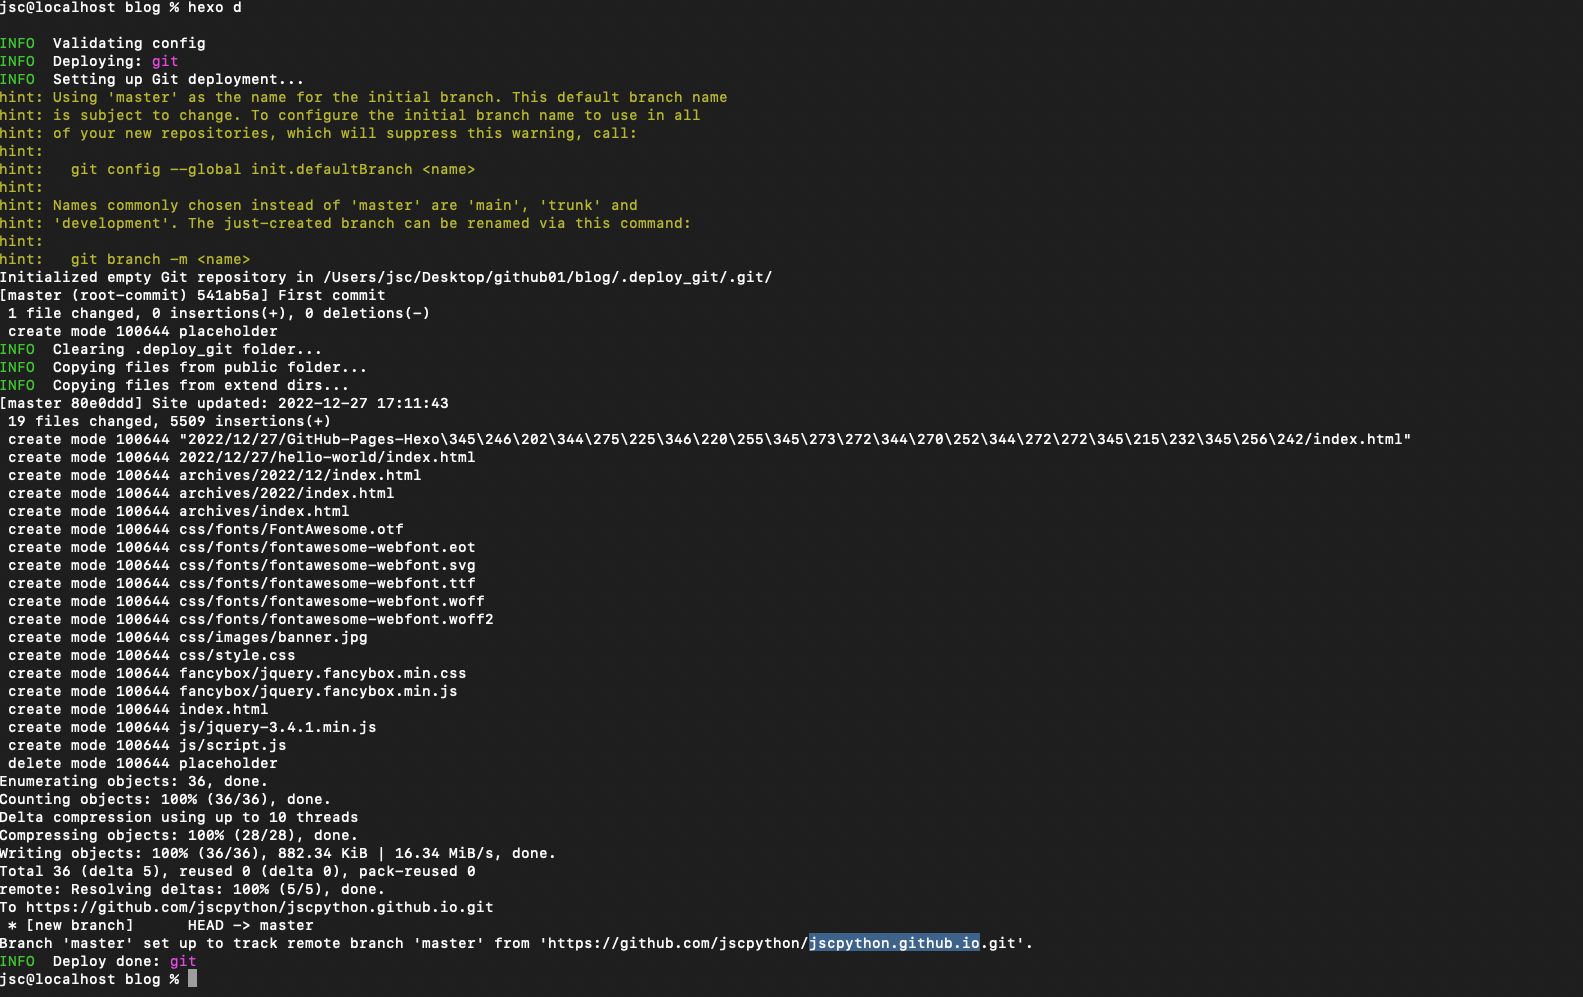 jsc@localhost blog % hexo d
INFO  Validating config
INFO  Deploying: git
INFO  Setting up Git deployment...
hint: Using 'master' as the name for the initial branch. This default branch name
hint: is subject to change. To configure the initial branch name to use in all
hint: of your new repositories, which will suppress this warning, call:
hint:
hint:   git config --global init.defaultBranch <name>
hint:
hint: Names commonly chosen instead of 'master' are 'main', 'trunk' and
hint: 'development'. The just-created branch can be renamed via this command:
hint:
hint:   git branch -m <name>
Initialized empty Git repository in /Users/jsc/Desktop/github01/blog/.deploy_git/.git/
[master (root-commit) 541ab5a] First commit
 1 file changed, 0 insertions(+), 0 deletions(-)
 create mode 100644 placeholder
INFO  Clearing .deploy_git folder...
INFO  Copying files from public folder...
INFO  Copying files from extend dirs...
[master 80e0ddd] Site updated: 2022-12-27 17:11:43
 19 files changed, 5509 insertions(+)
 create mode 100644 "2022/12/27/GitHub-Pages-Hexo\345\246\202\344\275\225\346\220\255\345\273\272\344\270\252\344\272\272\345\215\232\345\256\242/index.html"
 create mode 100644 2022/12/27/hello-world/index.html
 create mode 100644 archives/2022/12/index.html
 create mode 100644 archives/2022/index.html
 create mode 100644 archives/index.html
 create mode 100644 css/fonts/FontAwesome.otf
 create mode 100644 css/fonts/fontawesome-webfont.eot
 create mode 100644 css/fonts/fontawesome-webfont.svg
 create mode 100644 css/fonts/fontawesome-webfont.ttf
 create mode 100644 css/fonts/fontawesome-webfont.woff
 create mode 100644 css/fonts/fontawesome-webfont.woff2
 create mode 100644 css/images/banner.jpg
 create mode 100644 css/style.css
 create mode 100644 fancybox/jquery.fancybox.min.css
 create mode 100644 fancybox/jquery.fancybox.min.js
 create mode 100644 index.html
 create mode 100644 js/jquery-3.4.1.min.js
 create mode 100644 js/script.js
 delete mode 100644 placeholder
Enumerating objects: 36, done.
Counting objects: 100% (36/36), done.
Delta compression using up to 10 threads
Compressing objects: 100% (28/28), done.
Writing objects: 100% (36/36), 882.34 KiB | 16.34 MiB/s, done.
Total 36 (delta 5), reused 0 (delta 0), pack-reused 0
remote: Resolving deltas: 100% (5/5), done.
To https://github.com/jscpython/jscpython.github.io.git
 * [new branch]      HEAD -> master
Branch 'master' set up to track remote branch 'master' from 'https://github.com/jscpython/jscpython.github.io.git'.
INFO  Deploy done: git
jsc@localhost blog %